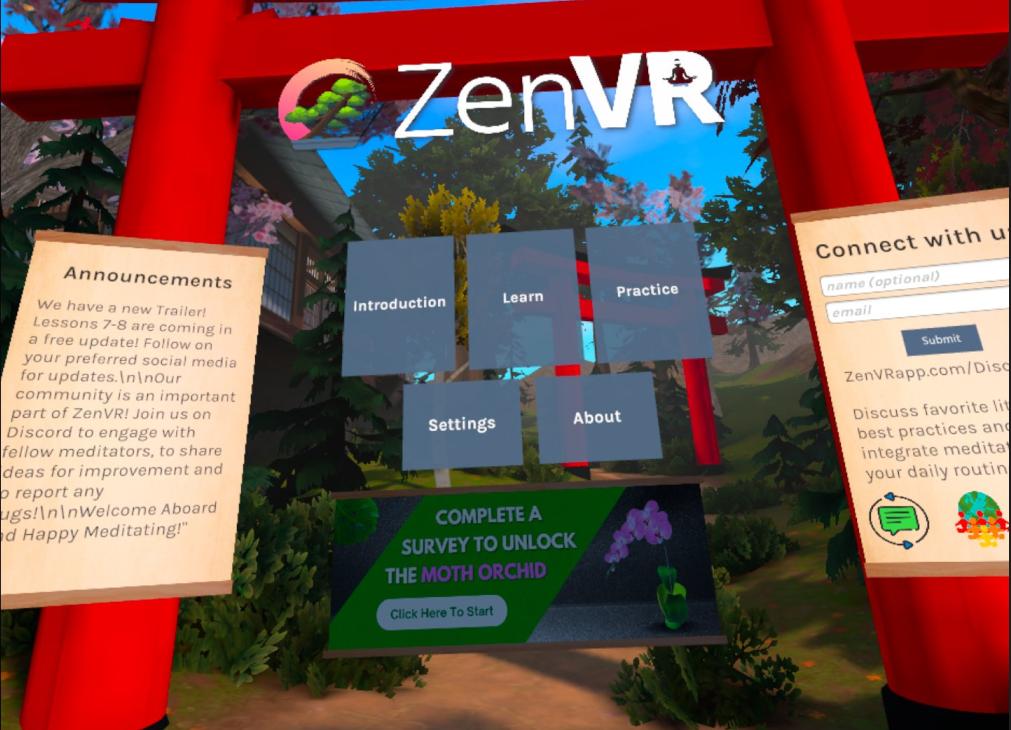 ZenVR
Announcements
We have a new Trailer!
Lessons 7-8 are coming in
a free update! Follow on
your preferred social media
for updates.\n\nOur
community is an important
part of ZenVR! Join us on
Discord to engage with
fellow meditators, to share
deas for improvement and
o report any
ugs!\n\nWelcome Aboard
nd Happy Meditating!"
Introduction
Learn
Practice
Settings
About
COMPLETE A
SURVEY TO UNLOCK
THE MOTH ORCHID
Click Here To Start
Connect with u
name (optional)
email
Submit
ZenVRapp.com/Disc
Discuss favorite lit
best practices and
integrate meditat
your daily routin